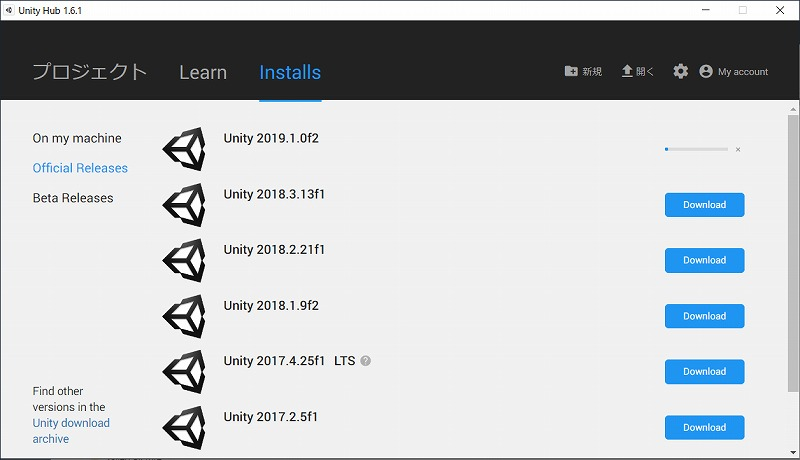 Unity Hub 1.6.1
プロジェクト Learn Installs 新規 開く My account
On my machine
Official Releases
Beta Releases
Unity 2019.1.0f2
Unity 2018.3.13f1 Download
Unity 2018.2.21f1 Download
Unity 2018.1.9f2 Download
Unity 2017.4.25f1 LTS ? Download
Unity 2017.2.5f1 Download
Find other
versions in the
Unity download
archive